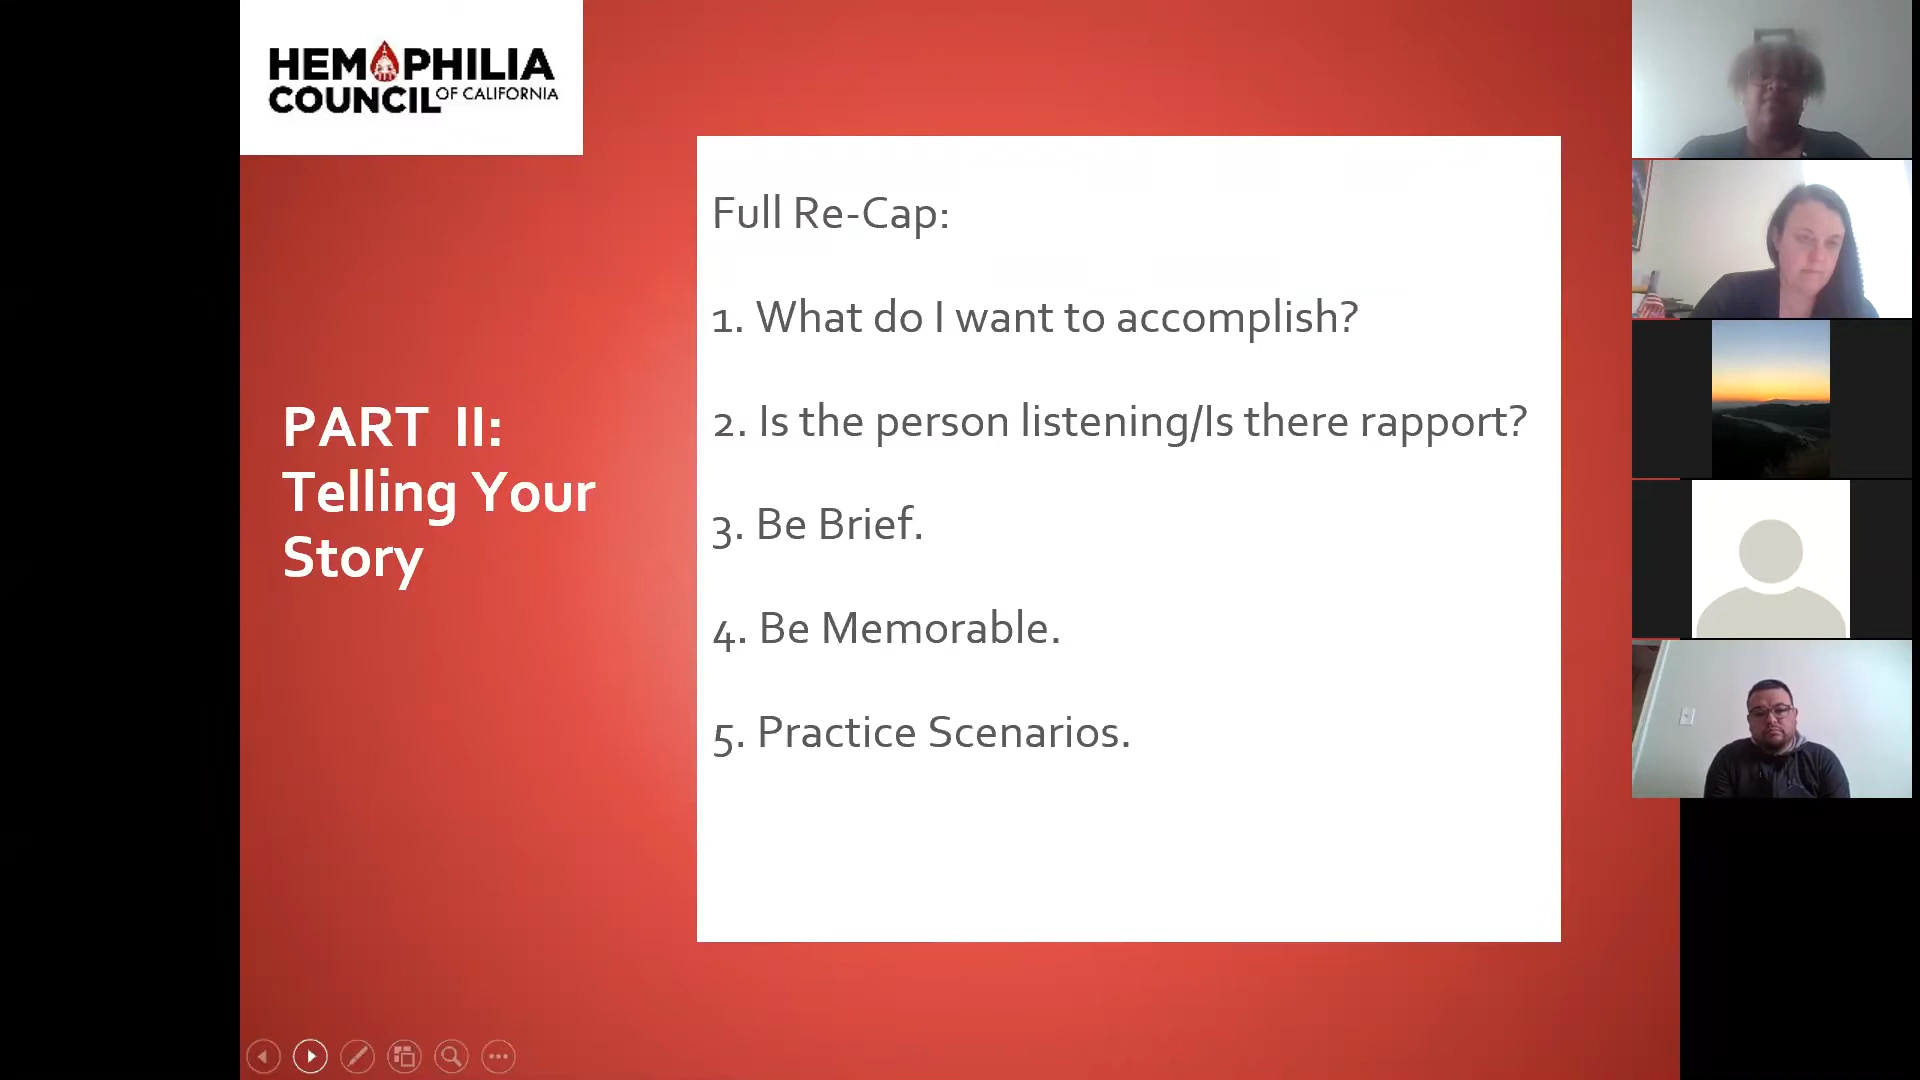 HEMOPHILIA
COUNCIL OF CALIFORNIA
PART II:
Telling Your
Story
Full Re-Cap:
1. What do I want to accomplish?
2. Is the person listening/Is there rapport?
3. Be Brief.
4. Be Memorable.
5. Practice Scenarios.